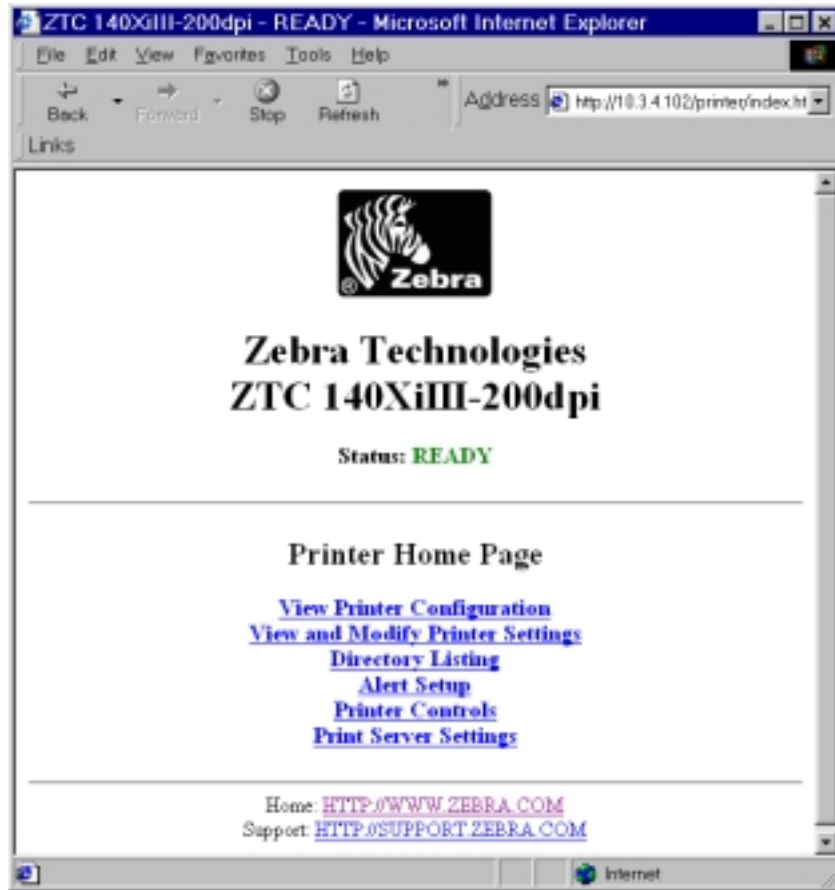 ZTC 140XiIII-200dpi - READY - Microsoft Internet Explorer
File Edit View Favorites Tools Help
Back Forward Stop Refresh » Address http://10.3.4.102/printer/index.ht
Links
® Zebra
Zebra Technologies
ZTC 140XiIII-200dpi
Status: READY
Printer Home Page
View Printer Configuration
View and Modify Printer Settings
Directory Listing
Alert Setup
Printer Controls
Print Server Settings
Home: HTTP://WWW.ZEBRA.COM
Support: HTTP://SUPPORT.ZEBRA.COM
Internet